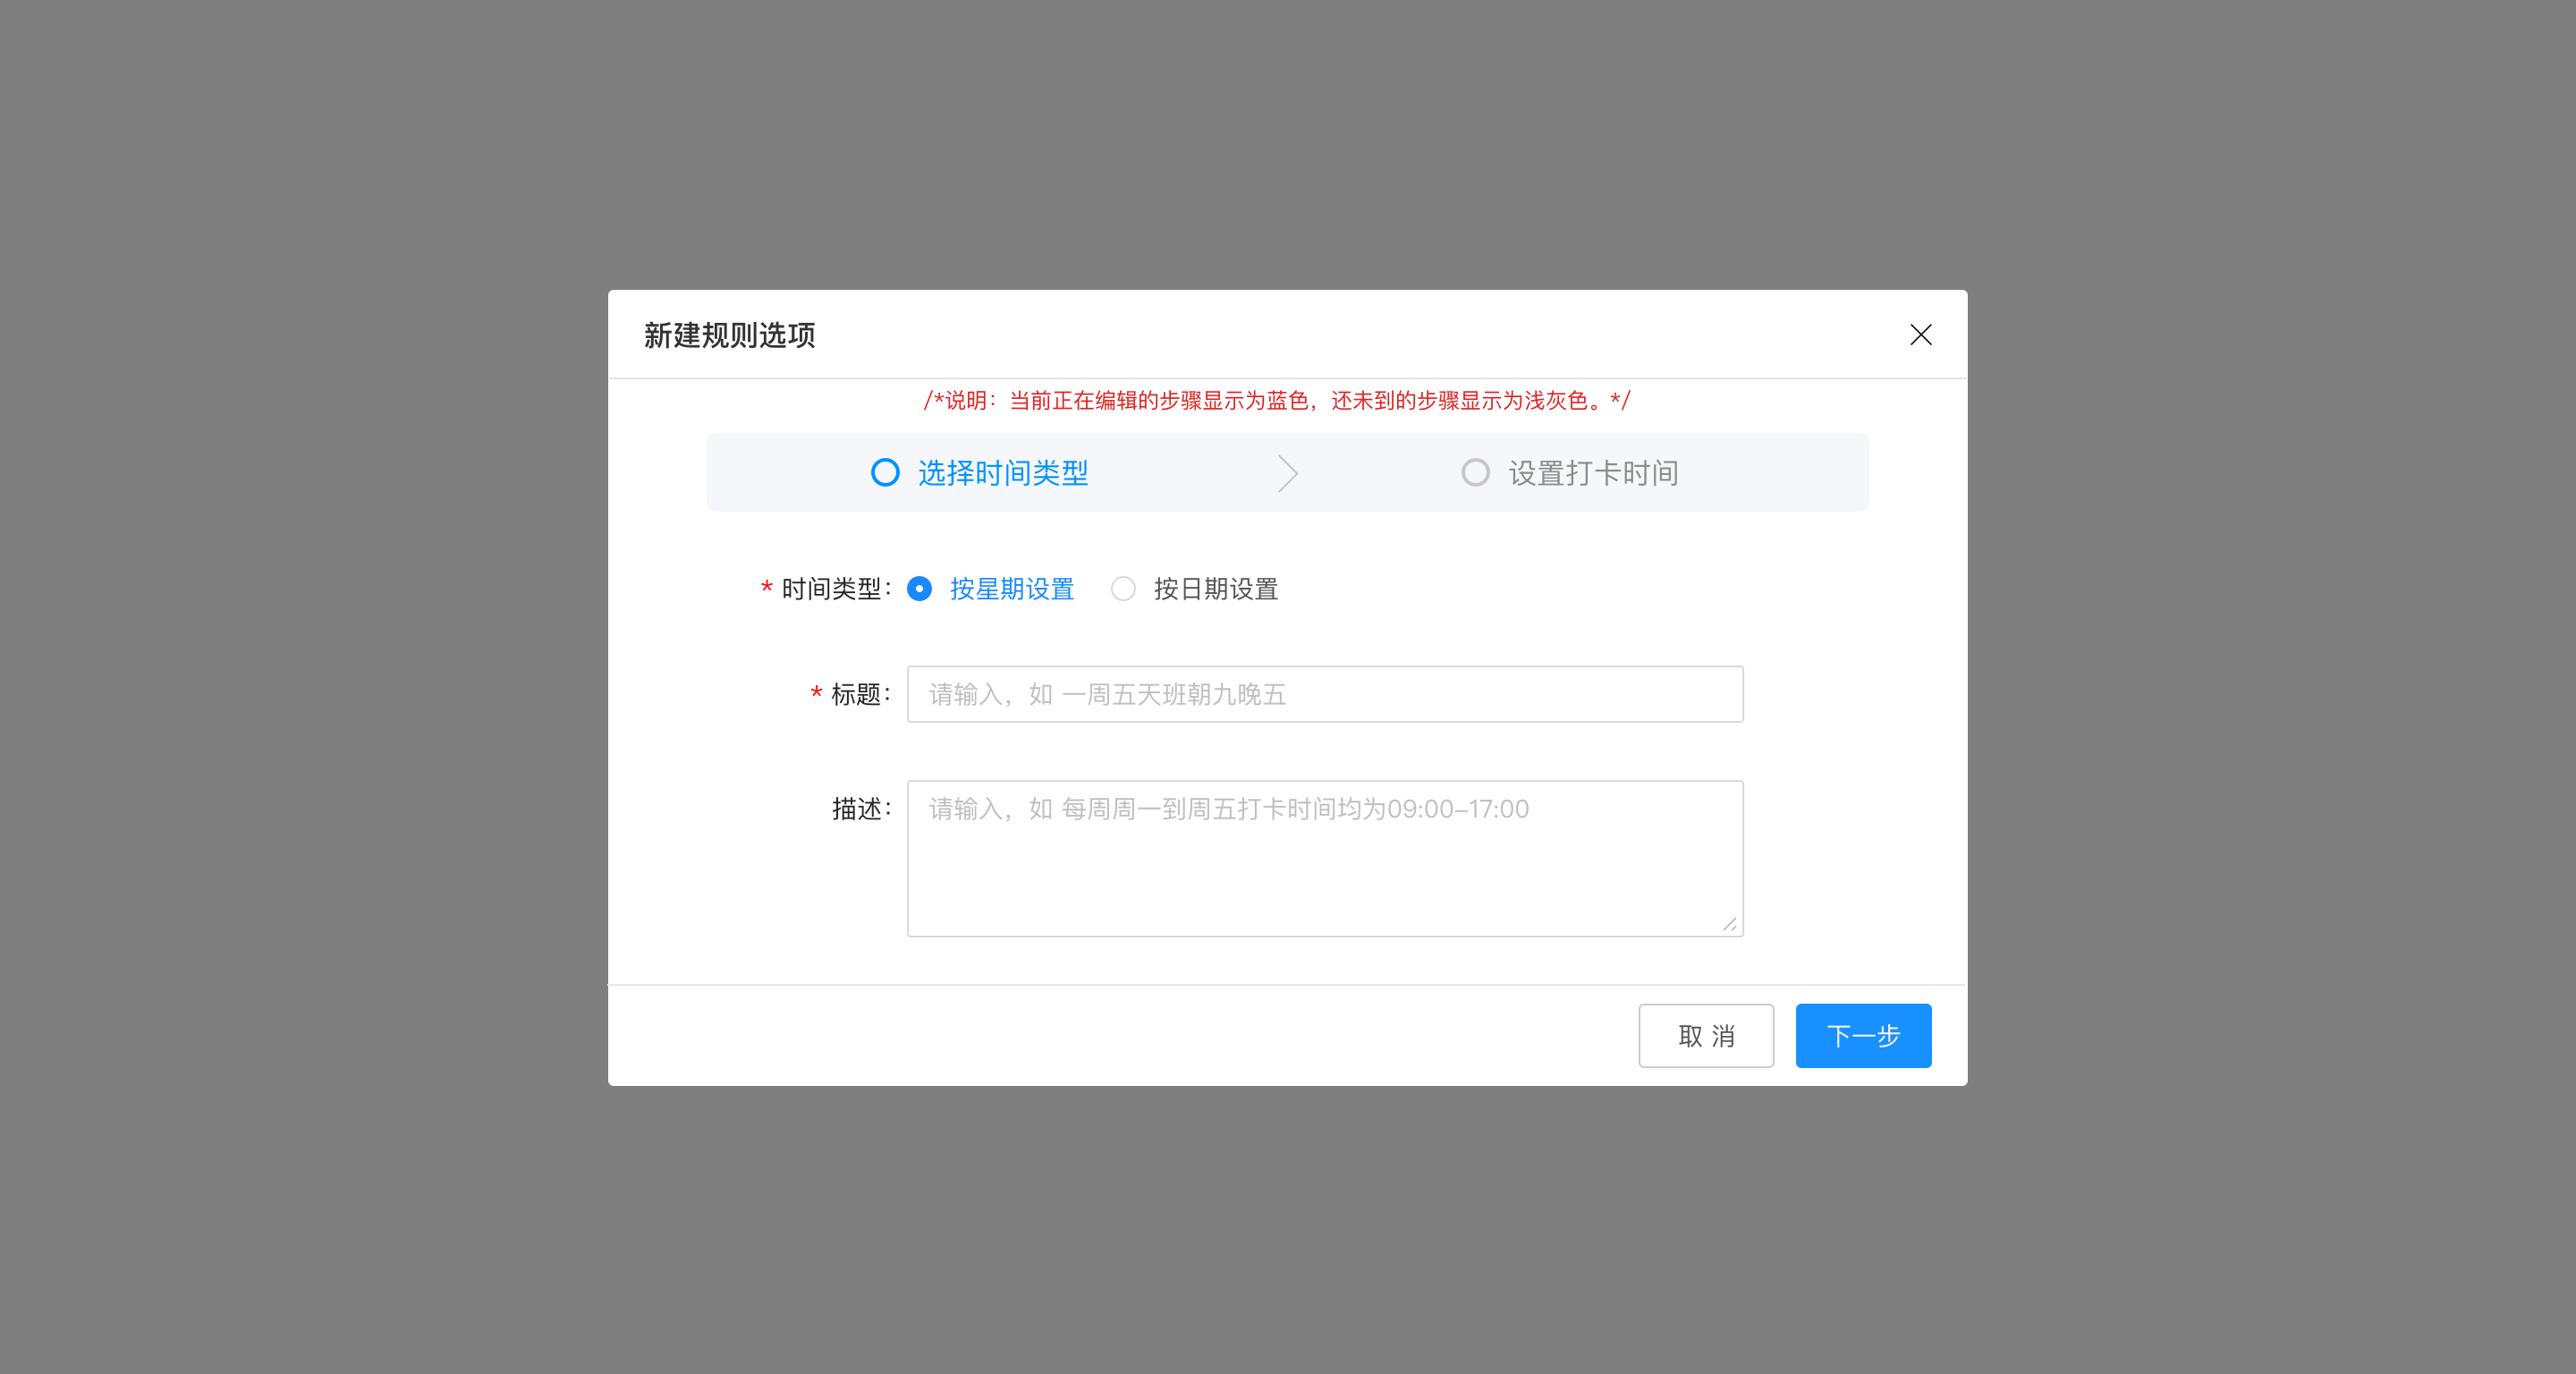 新建规则选项
/*说明：当前正在编辑的步骤显示为蓝色，还未到的步骤显示为浅灰色。*/
选择时间类型 设置打卡时间
* 时间类型： 按星期设置 按日期设置
* 标题： 请输入，如 一周五天班朝九晚五
描述： 请输入，如 每周周一到周五打卡时间均为09:00–17:00
取 消 下一步